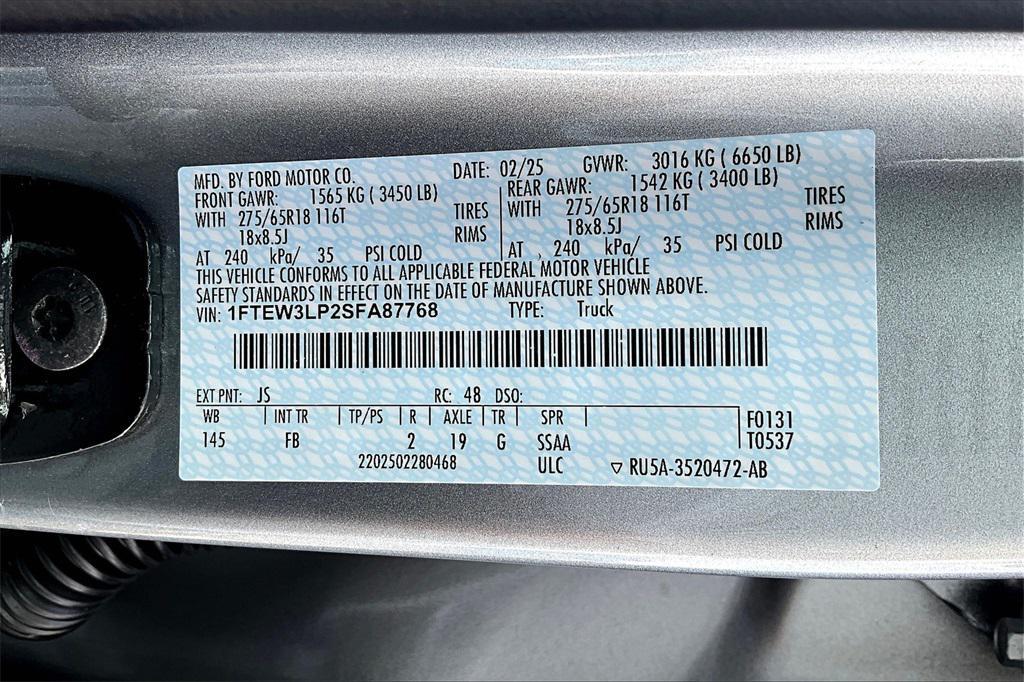 MFD. BY FORD MOTOR CO. DATE: 02/25 GVWR: 3016 KG ( 6650 LB)
FRONT GAWR: 1565 KG ( 3450 LB) REAR GAWR: 1542 KG ( 3400 LB)
WITH 275/65R18 116T TIRES WITH 275/65R18 116T TIRES
18x8.5J RIMS 18x8.5J RIMS
AT 240 kPa/ 35 PSI COLD AT , 240 kPa/ 35 PSI COLD
THIS VEHICLE CONFORMS TO ALL APPLICABLE FEDERAL MOTOR VEHICLE
SAFETY STANDARDS IN EFFECT ON THE DATE OF MANUFACTURE SHOWN ABOVE.
VIN: 1FTEW3LP2SFA87768 TYPE: Truck
EXT PNT: JS RC: 48 DSO:
WB | INT TR | TP/PS | R | AXLE | TR | SPR | F0131
145 FB 2 19 G SSAA T0537
2202502280468 ULC ▽ RU5A-3520472-AB